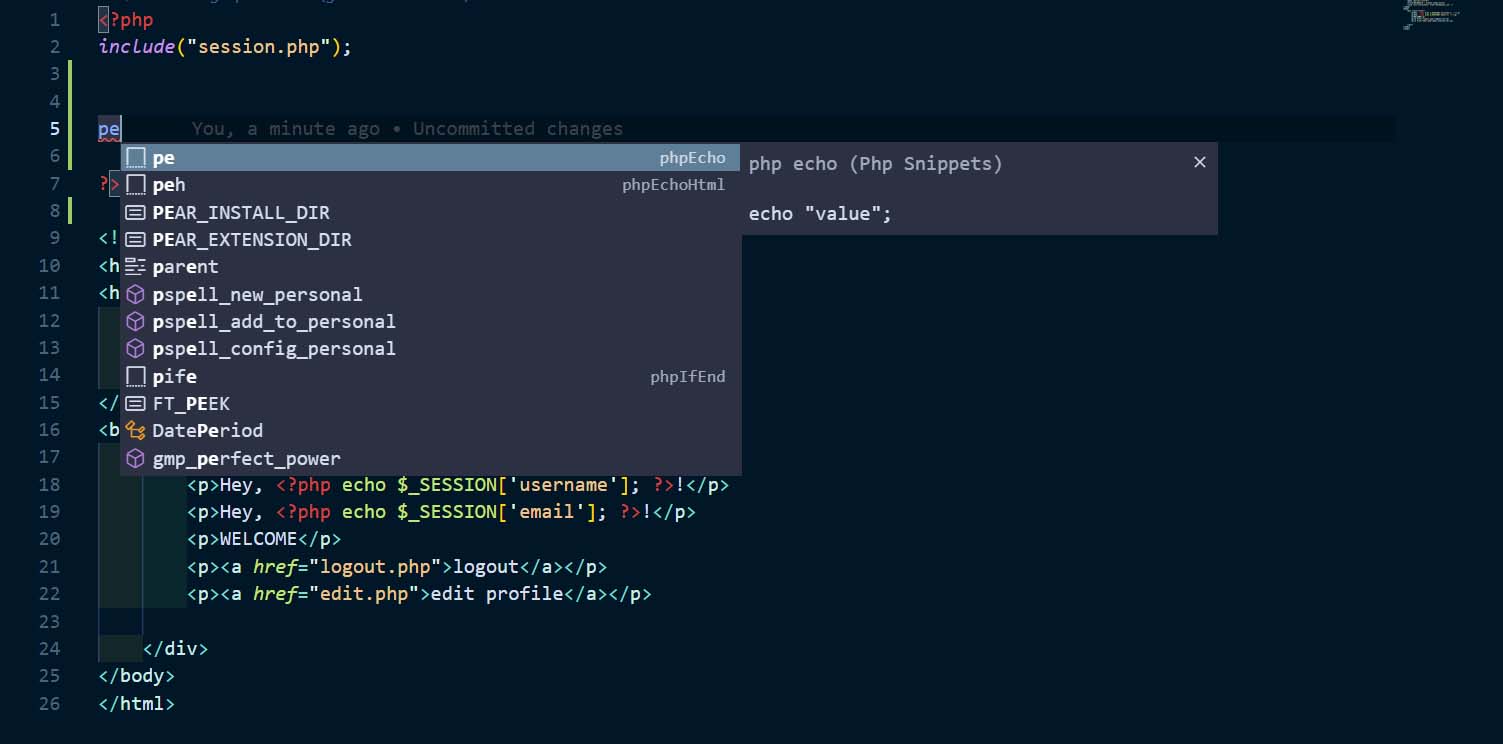 1 <?php
2 include("session.php");
3
4
5 pe You, a minute ago • Uncommitted changes
6
pe phpEcho
php echo (Php Snippets)
echo "value";
7 ?>
peh phpEchoHtml
8
PEAR_INSTALL_DIR
9 <!
PEAR_EXTENSION_DIR
10 <h
parent
11 <h
pspell_new_personal
12
pspell_add_to_personal
13
pspell_config_personal
14
pife phpIfEnd
15 </
FT_PEEK
16 <b
DatePeriod
17
gmp_perfect_power
18 <p>Hey, <?php echo $_SESSION['username']; ?>!</p>
19 <p>Hey, <?php echo $_SESSION['email']; ?>!</p>
20 <p>WELCOME</p>
21 <p><a href="logout.php">logout</a></p>
22 <p><a href="edit.php">edit profile</a></p>
23
24 </div>
25 </body>
26 </html>